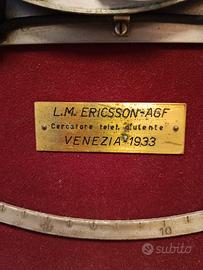 L.M. ERICSSON-AGF
Cercatore telef. d'utente
VENEZIA-1933
10
subito